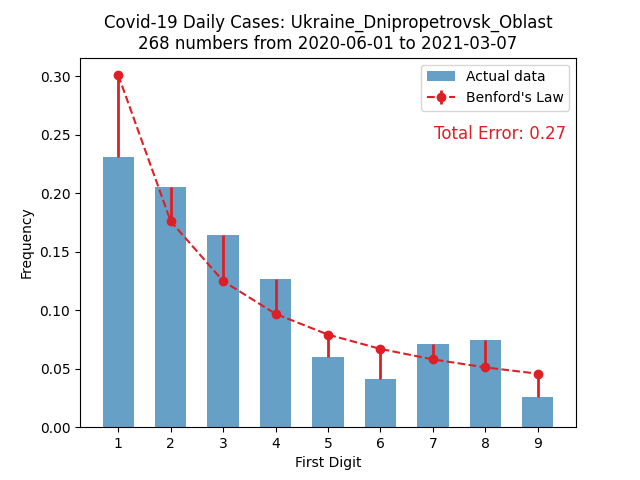 Covid-19 Daily Cases: Ukraine_Dnipropetrovsk_Oblast
268 numbers from 2020-06-01 to 2021-03-07
Actual data
Benford's Law
Total Error: 0.27
Frequency
0.30
0.25
0.20
0.15
0.10
0.05
0.00
1 2 3 4 5 6 7 8 9
First Digit